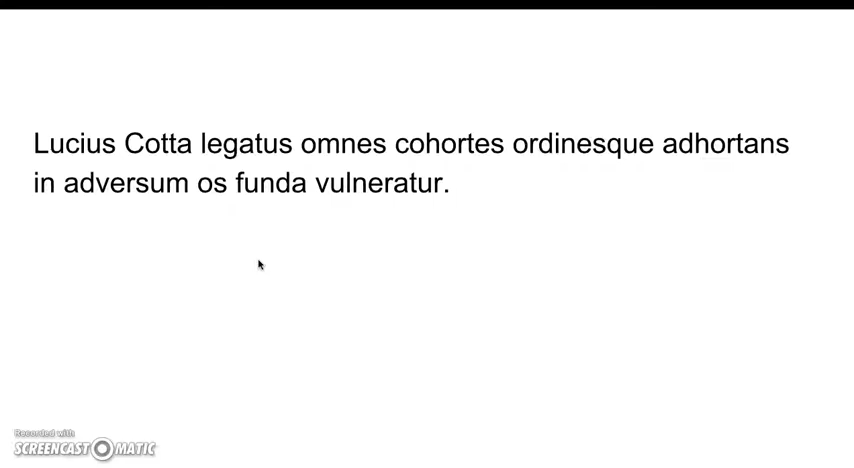 Lucius Cotta legatus omnes cohortes ordinesque adhortans
in adversum os funda vulneratur.
Recorded with
SCREENCAST MATIC